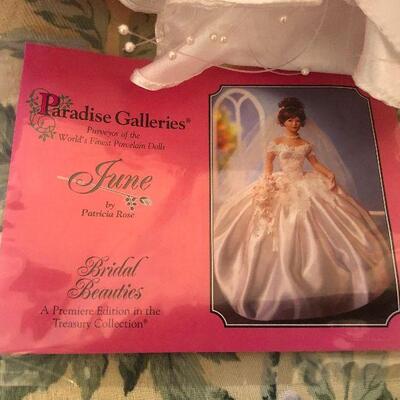 Paradise Galleries®
Purveyor of the
World's Finest Porcelain Dolls
June
by
Patricia Rose
Bridal
Beauties
A Premiere Edition in the
Treasury Collection®